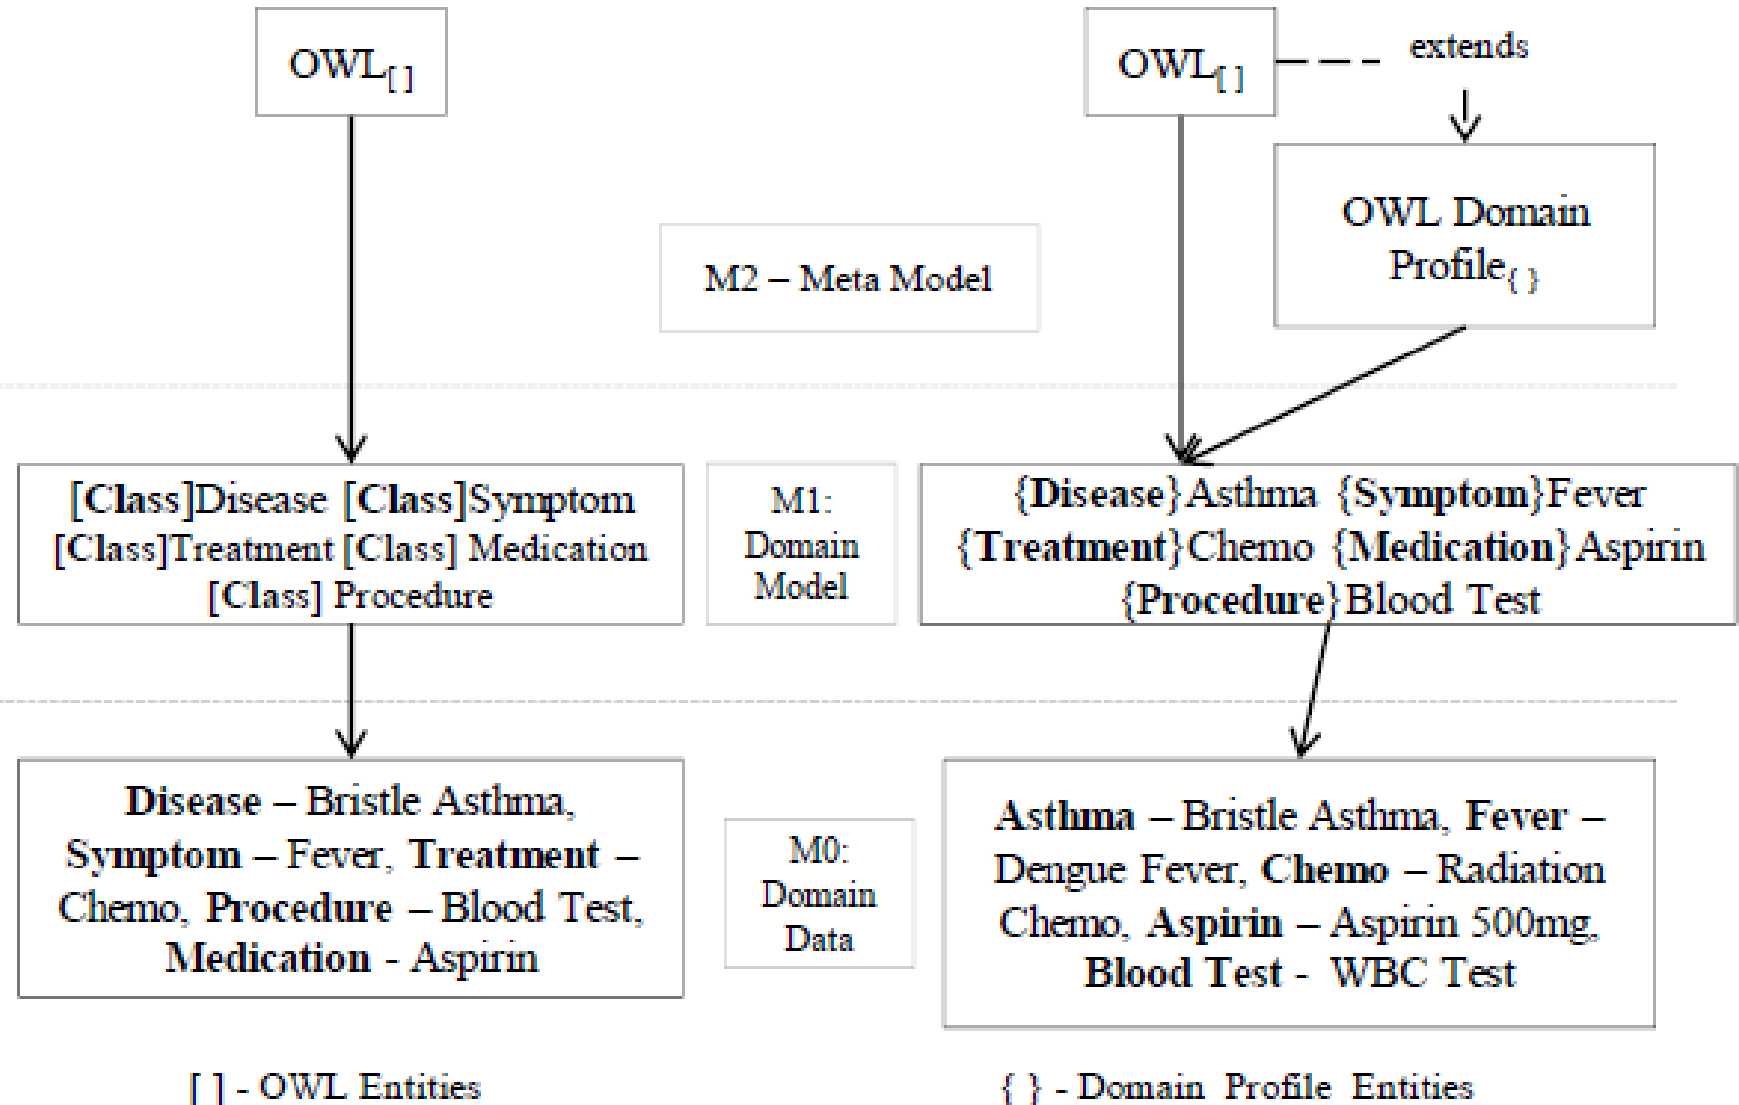 OWL[ ]
OWL[ ]
extends
OWL Domain
Profile{ }
M2 – Meta Model
[Class]Disease [Class]Symptom
[Class]Treatment [Class] Medication
[Class] Procedure
M1:
Domain
Model
{Disease}Asthma {Symptom}Fever
{Treatment}Chemo {Medication}Aspirin
{Procedure}Blood Test
Disease – Bristle Asthma,
Symptom – Fever, Treatment –
Chemo, Procedure – Blood Test,
Medication - Aspirin
M0:
Domain
Data
Asthma – Bristle Asthma, Fever –
Dengue Fever, Chemo – Radiation
Chemo, Aspirin – Aspirin 500mg,
Blood Test - WBC Test
[ ] - OWL Entities
{ } - Domain Profile Entities